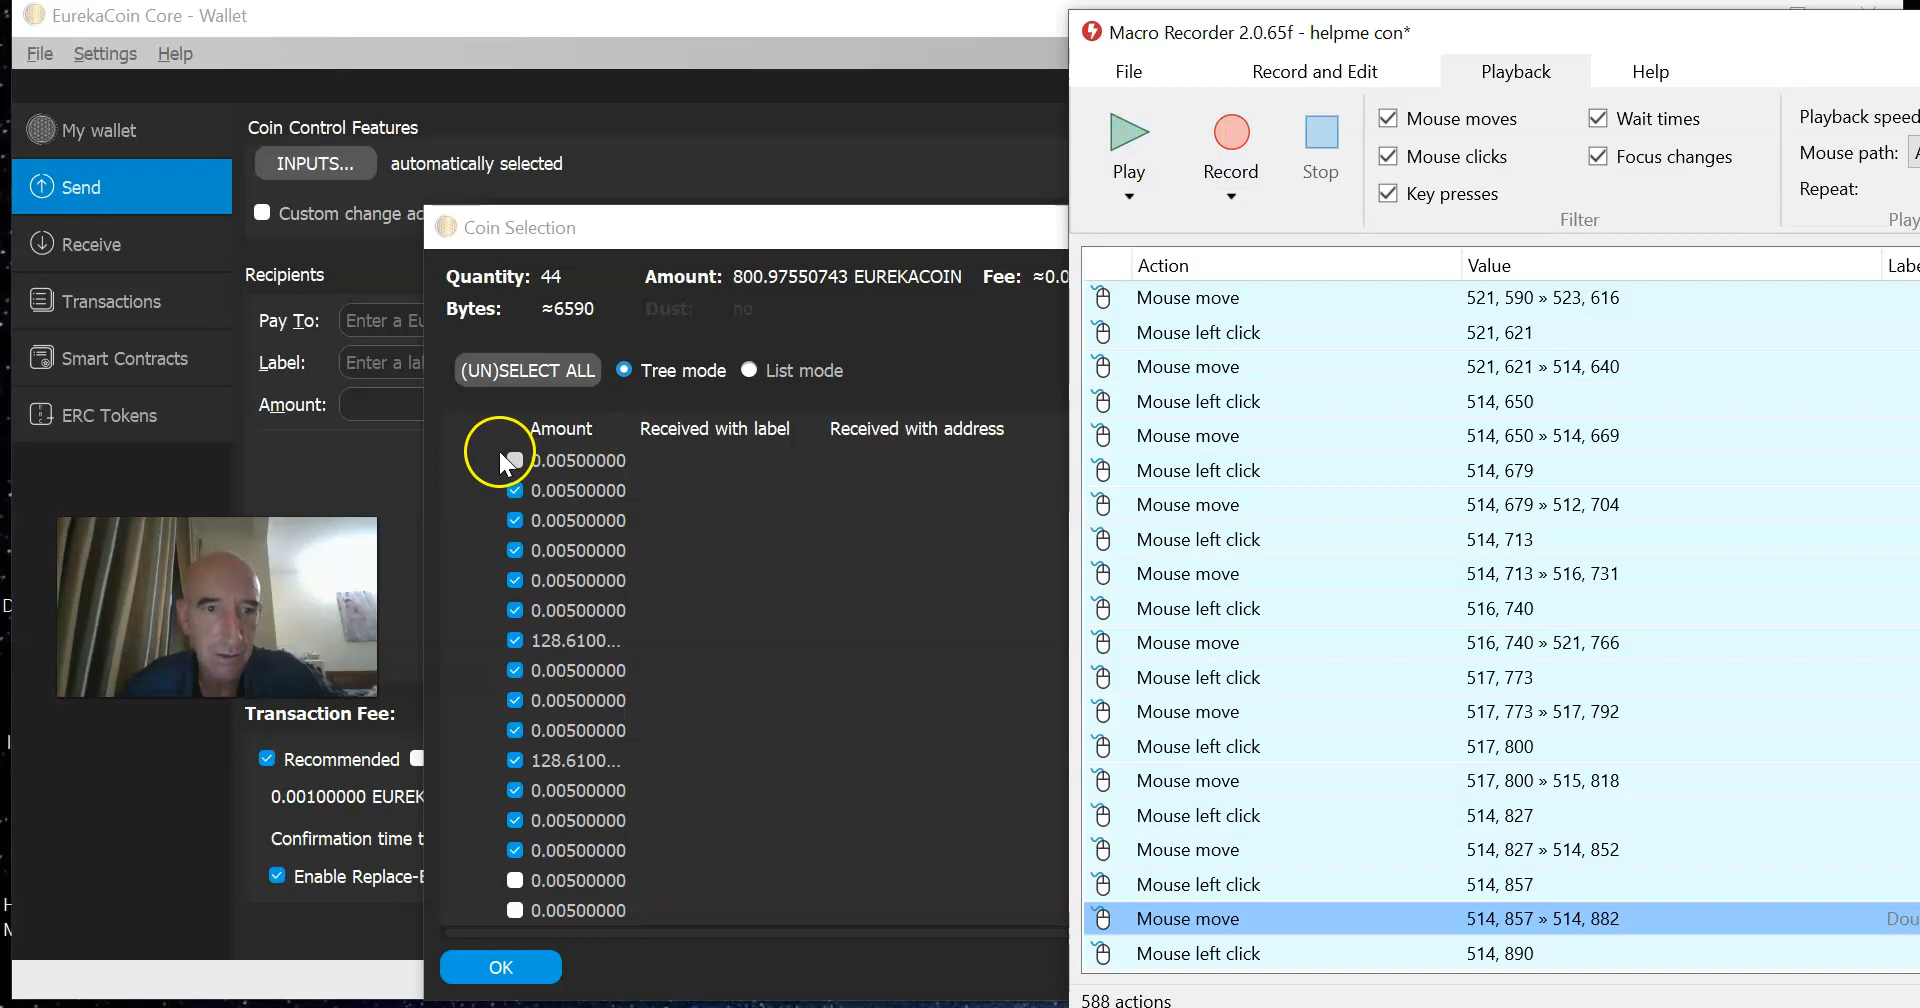 EurekaCoin Core - Wallet
File Settings Help
My wallet
Send
Receive
Transactions
Smart Contracts
ERC Tokens
Coin Control Features
INPUTS... automatically selected
Custom change
Recipients
Pay To: Enter a
Label: Enter a
Amount:
Transaction Fee:
Recommended
0.00100000
Confirmation time
Enable
Coin Selection
Quantity: 44 Amount: 800.97550743 EUREKACOIN Fee: ≈0.0
Bytes: ≈6590 Dust: no
(UN)SELECT ALL Tree mode List mode
Amount Received with label Received with address
0.00500000
0.00500000
0.00500000
0.00500000
0.00500000
0.00500000
128.6100...
0.00500000
0.00500000
0.00500000
128.6100...
0.00500000
0.00500000
0.00500000
0.00500000
0.00500000
OK
Macro Recorder 2.0.65f - helpme con*
File Record and Edit Playback Help
Play Record Stop
Mouse moves Wait times
Mouse clicks Focus changes
Key presses
Filter
Playback speed
Mouse path:
Repeat:
Play
Action Value Labe
Mouse move 521, 590 » 523, 616
Mouse left click 521, 621
Mouse move 521, 621 » 514, 640
Mouse left click 514, 650
Mouse move 514, 650 » 514, 669
Mouse left click 514, 679
Mouse move 514, 679 » 512, 704
Mouse left click 514, 713
Mouse move 514, 713 » 516, 731
Mouse left click 516, 740
Mouse move 516, 740 » 521, 766
Mouse left click 517, 773
Mouse move 517, 773 » 517, 792
Mouse left click 517, 800
Mouse move 517, 800 » 515, 818
Mouse left click 514, 827
Mouse move 514, 827 » 514, 852
Mouse left click 514, 857
Mouse move 514, 857 » 514, 882 Dou
Mouse left click 514, 890
588 actions